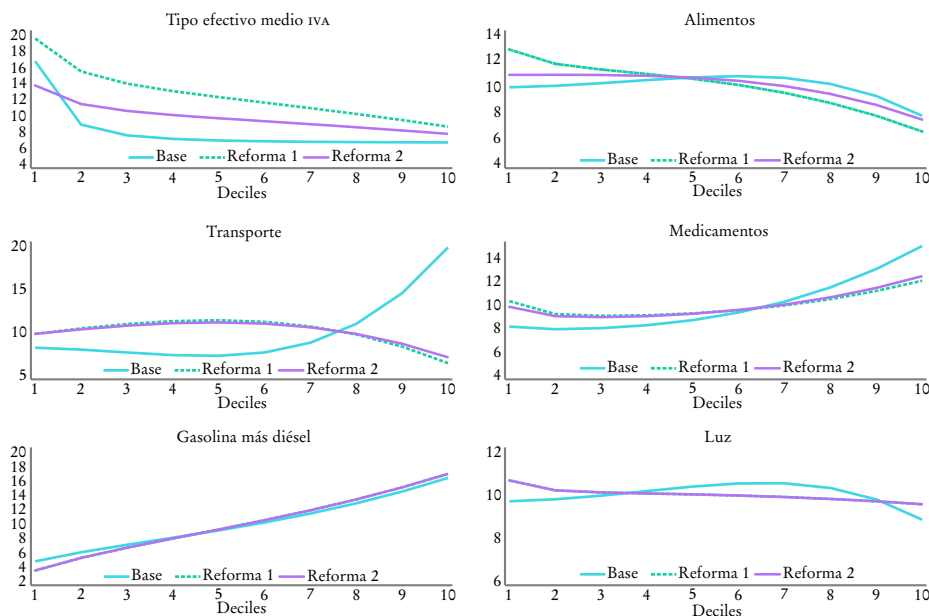 Tipo efectivo medio IVA
20
18
16
14
12
10
8
6
4
Base Reforma 1 Reforma 2
1 2 3 4 5 6 7 8 9 10
Deciles
Alimentos
14
12
10
8
6
4
Base Reforma 1 Reforma 2
1 2 3 4 5 6 7 8 9 10
Deciles
Transporte
20
15
10
5
Base Reforma 1 Reforma 2
1 2 3 4 5 6 7 8 9 10
Deciles
Medicamentos
14
12
10
8
6
4
Base Reforma 1 Reforma 2
1 2 3 4 5 6 7 8 9 10
Deciles
Gasolina más diésel
20
18
16
14
12
10
8
6
4
2
Base Reforma 1 Reforma 2
1 2 3 4 5 6 7 8 9 10
Deciles
Luz
12
10
8
6
Base Reforma 1 Reforma 2
1 2 3 4 5 6 7 8 9 10
Deciles